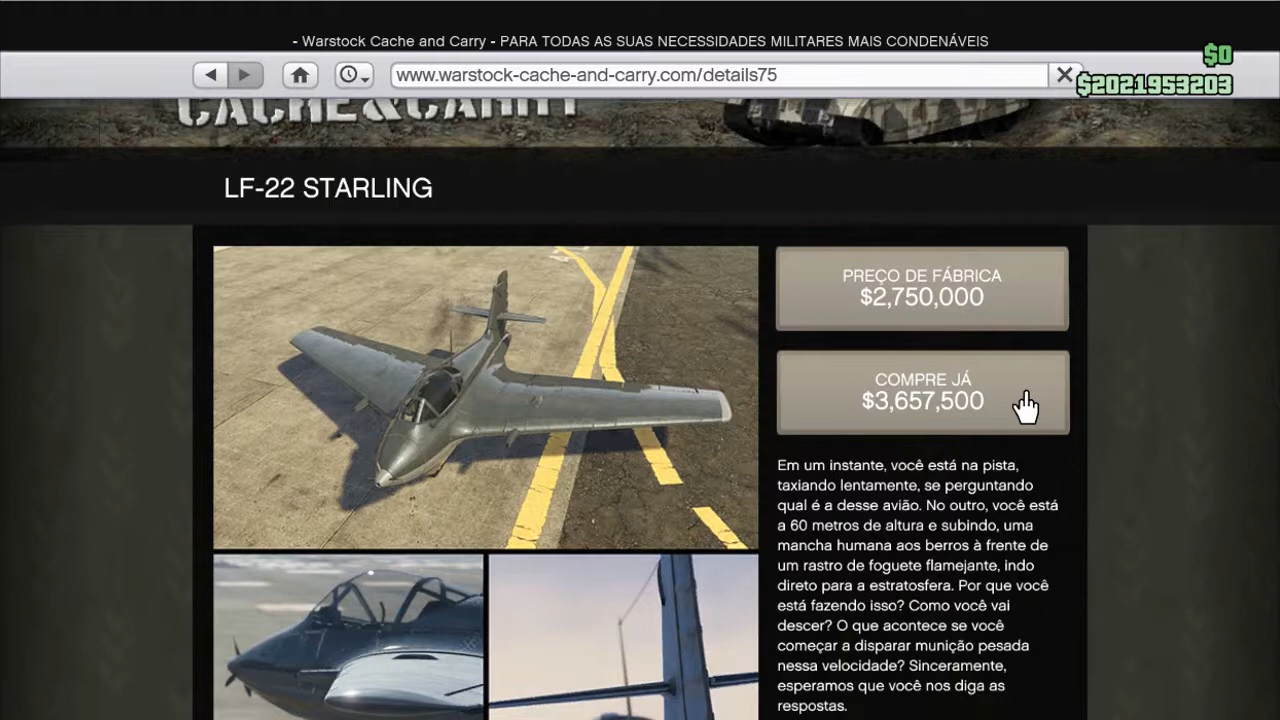 - Warstock Cache and Carry - PARA TODAS AS SUAS NECESSIDADES MILITARES MAIS CONDENÁVEIS
$0
www.warstock-cache-and-carry.com/details75
$2021953203
CACHE&CARRY
LF-22 STARLING
PREÇO DE FÁBRICA
$2,750,000
COMPRE JÁ
$3,657,500
Em um instante, você está na pista,
taxiando lentamente, se perguntando
qual é a desse avião. No outro, você está
a 60 metros de altura e subindo, uma
mancha humana aos berros à frente de
um rastro de foguete flamejante, indo
direto para a estratosfera. Por que você
está fazendo isso? Como você vai
descer? O que acontece se você
começar a disparar munição pesada
nessa velocidade? Sinceramente,
esperamos que você nos diga as
respostas.